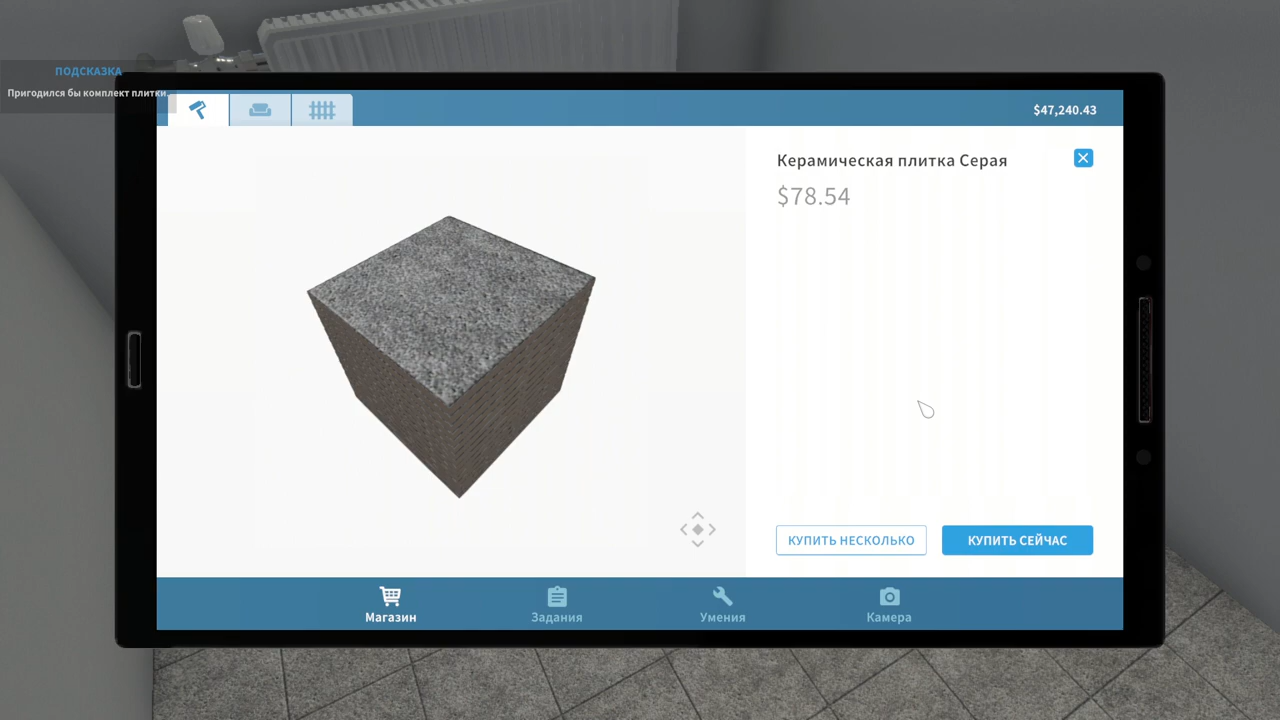 ПОДСКАЗКА
Пригодился бы комплект плитки.
$47,240.43
Керамическая плитка Серая
$78.54
КУПИТЬ НЕСКОЛЬКО
КУПИТЬ СЕЙЧАС
Магазин
Задания
Умения
Камера